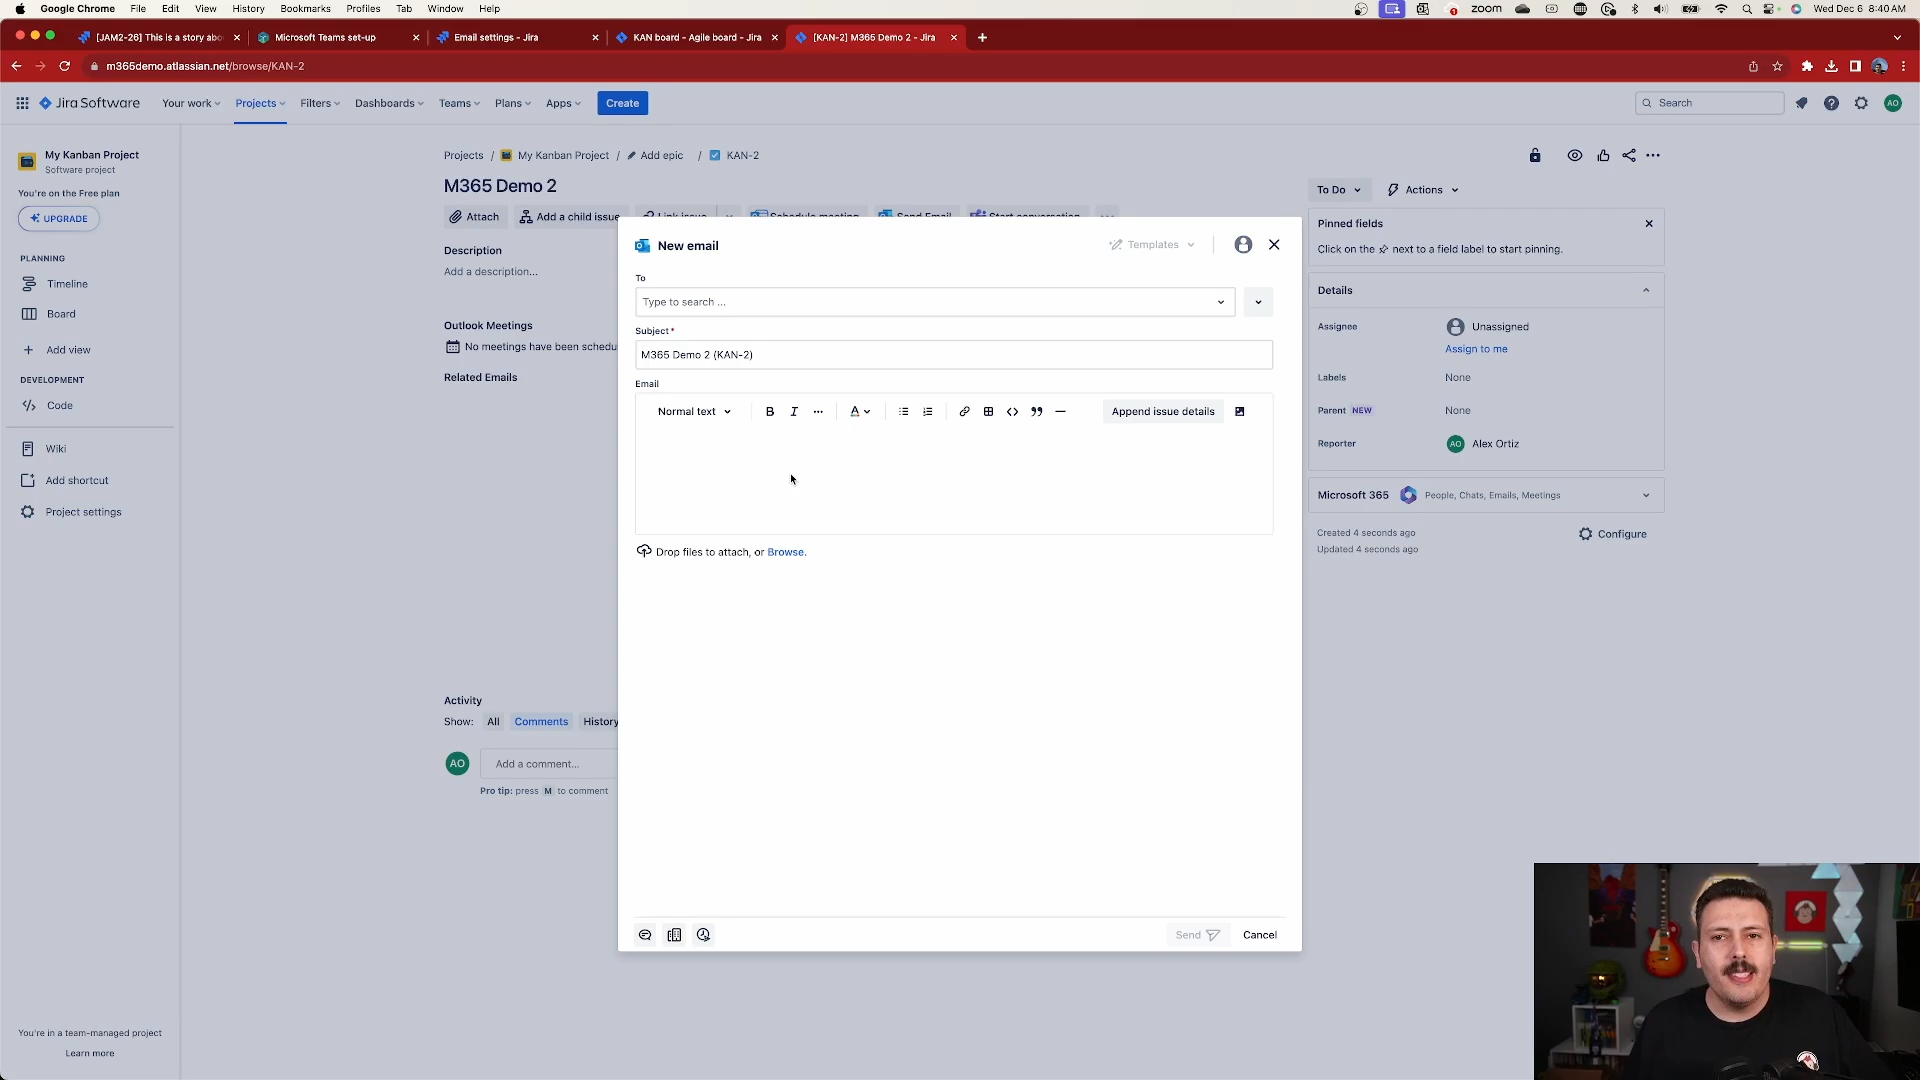 Google Chrome File Edit View History Bookmarks Profiles Tab Window Help
zoom Wed Dec 6 8:40 AM
[JAM2-26] This is a story abo
Microsoft Teams set-up
Email settings - Jira
KAN board - Agile board - Jira
[KAN-2] M365 Demo 2 - Jira
m365demo.atlassian.net/browse/KAN-2
Jira Software Your work Projects Filters Dashboards Teams Plans Apps Create
Search
AO
My Kanban Project
Software project
You're on the Free plan
UPGRADE
PLANNING
Timeline
Board
Add view
DEVELOPMENT
Code
Wiki
Add shortcut
Project settings
You're in a team-managed project
Learn more
Projects / My Kanban Project / Add epic / KAN-2
M365 Demo 2
Attach Add a child issue Link issue Schedule meeting Send Email Start conversation
Description
Add a description...
Outlook Meetings
No meetings have been schedu
Related Emails
Activity
Show: All Comments History
AO Add a comment...
Pro tip: press M to comment
New email
Templates
To
Type to search ...
Subject*
M365 Demo 2 (KAN-2)
Email
Normal text B I A Append issue details
Drop files to attach, or Browse.
Send Cancel
To Do Actions
Pinned fields
Click on the next to a field label to start pinning.
Details
Assignee Unassigned
Assign to me
Labels None
Parent NEW None
Reporter AO Alex Ortiz
Microsoft 365 People, Chats, Emails, Meetings
Created 4 seconds ago
Updated 4 seconds ago
Configure